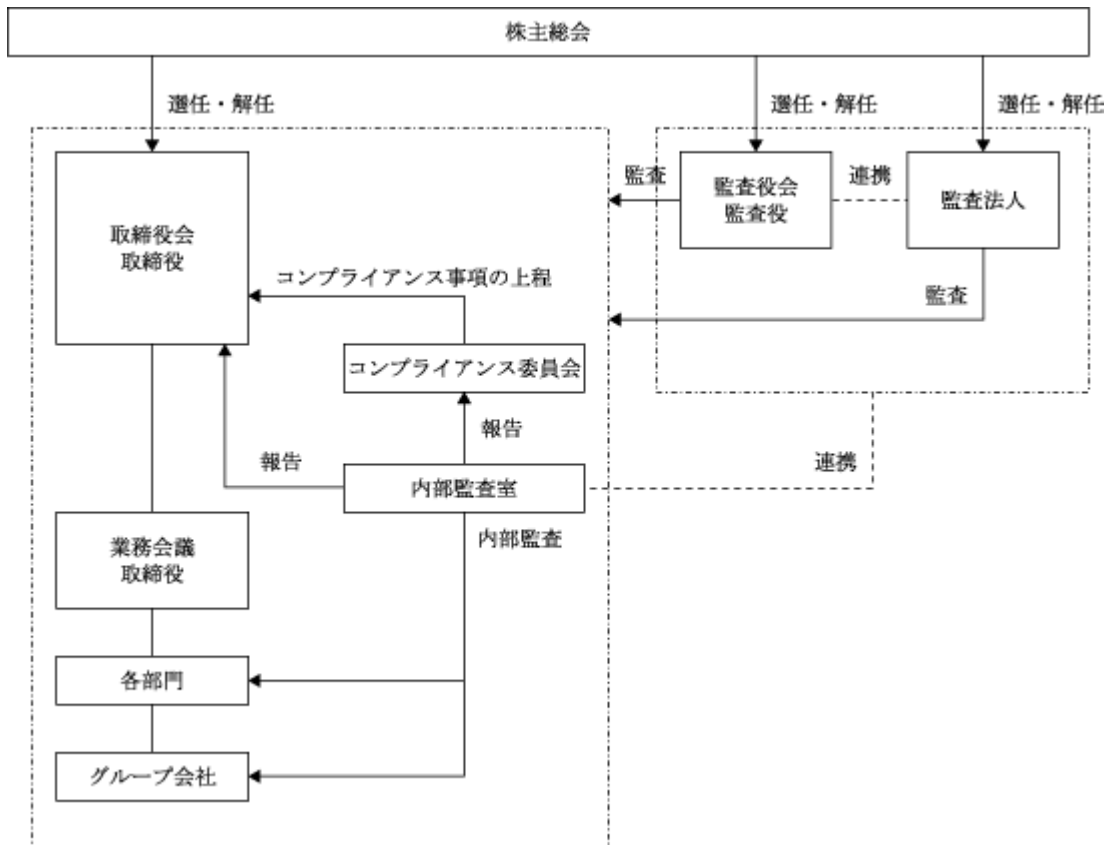 株主総会
選任・解任
選任・解任
選任・解任
取締役会
取締役
監査
監査役会
監査役
連携
監査法人
コンプライアンス事項の上程
監査
コンプライアンス委員会
報告
報告
連携
内部監査室
内部監査
業務会議
取締役
各部門
グループ会社